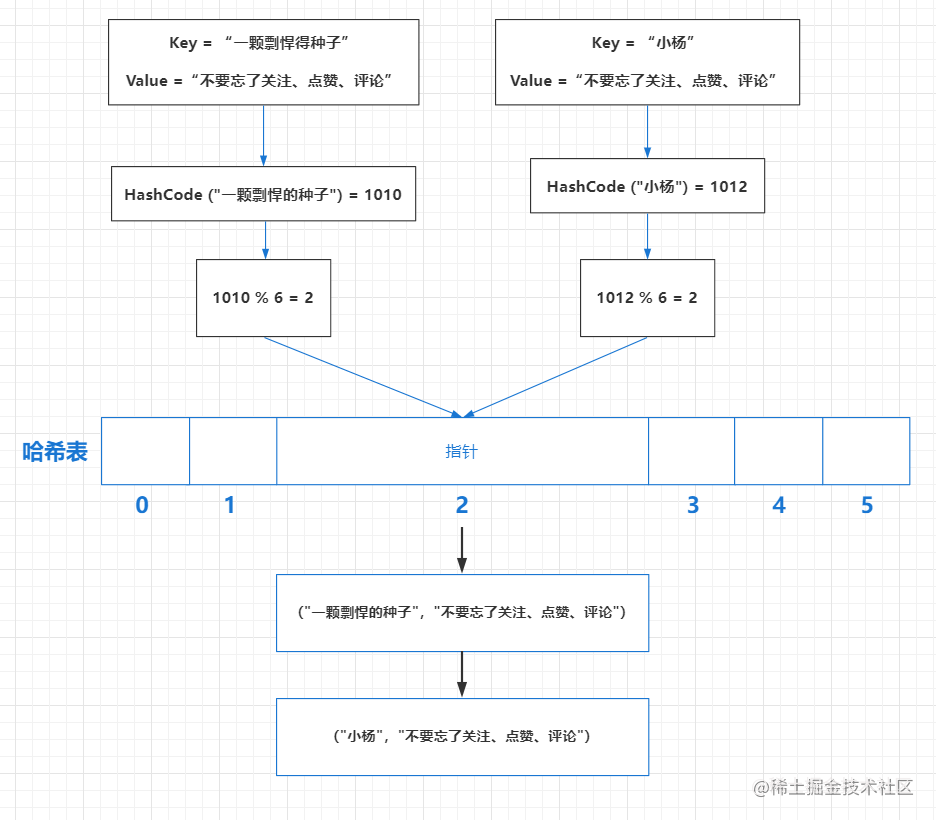 Key = “一颗剽悍得种子”
Value =“不要忘了关注、点赞、评论”
Key = “小杨”
Value =“不要忘了关注、点赞、评论”
HashCode ("一颗剽悍的种子") = 1010
HashCode ("小杨") = 1012
1010 % 6 = 2
1012 % 6 = 2
哈希表
指针
0
1
2
3
4
5
("一颗剽悍的种子"，"不要忘了关注、点赞、评论")
("小杨"，"不要忘了关注、点赞、评论")
@稀土掘金技术社区